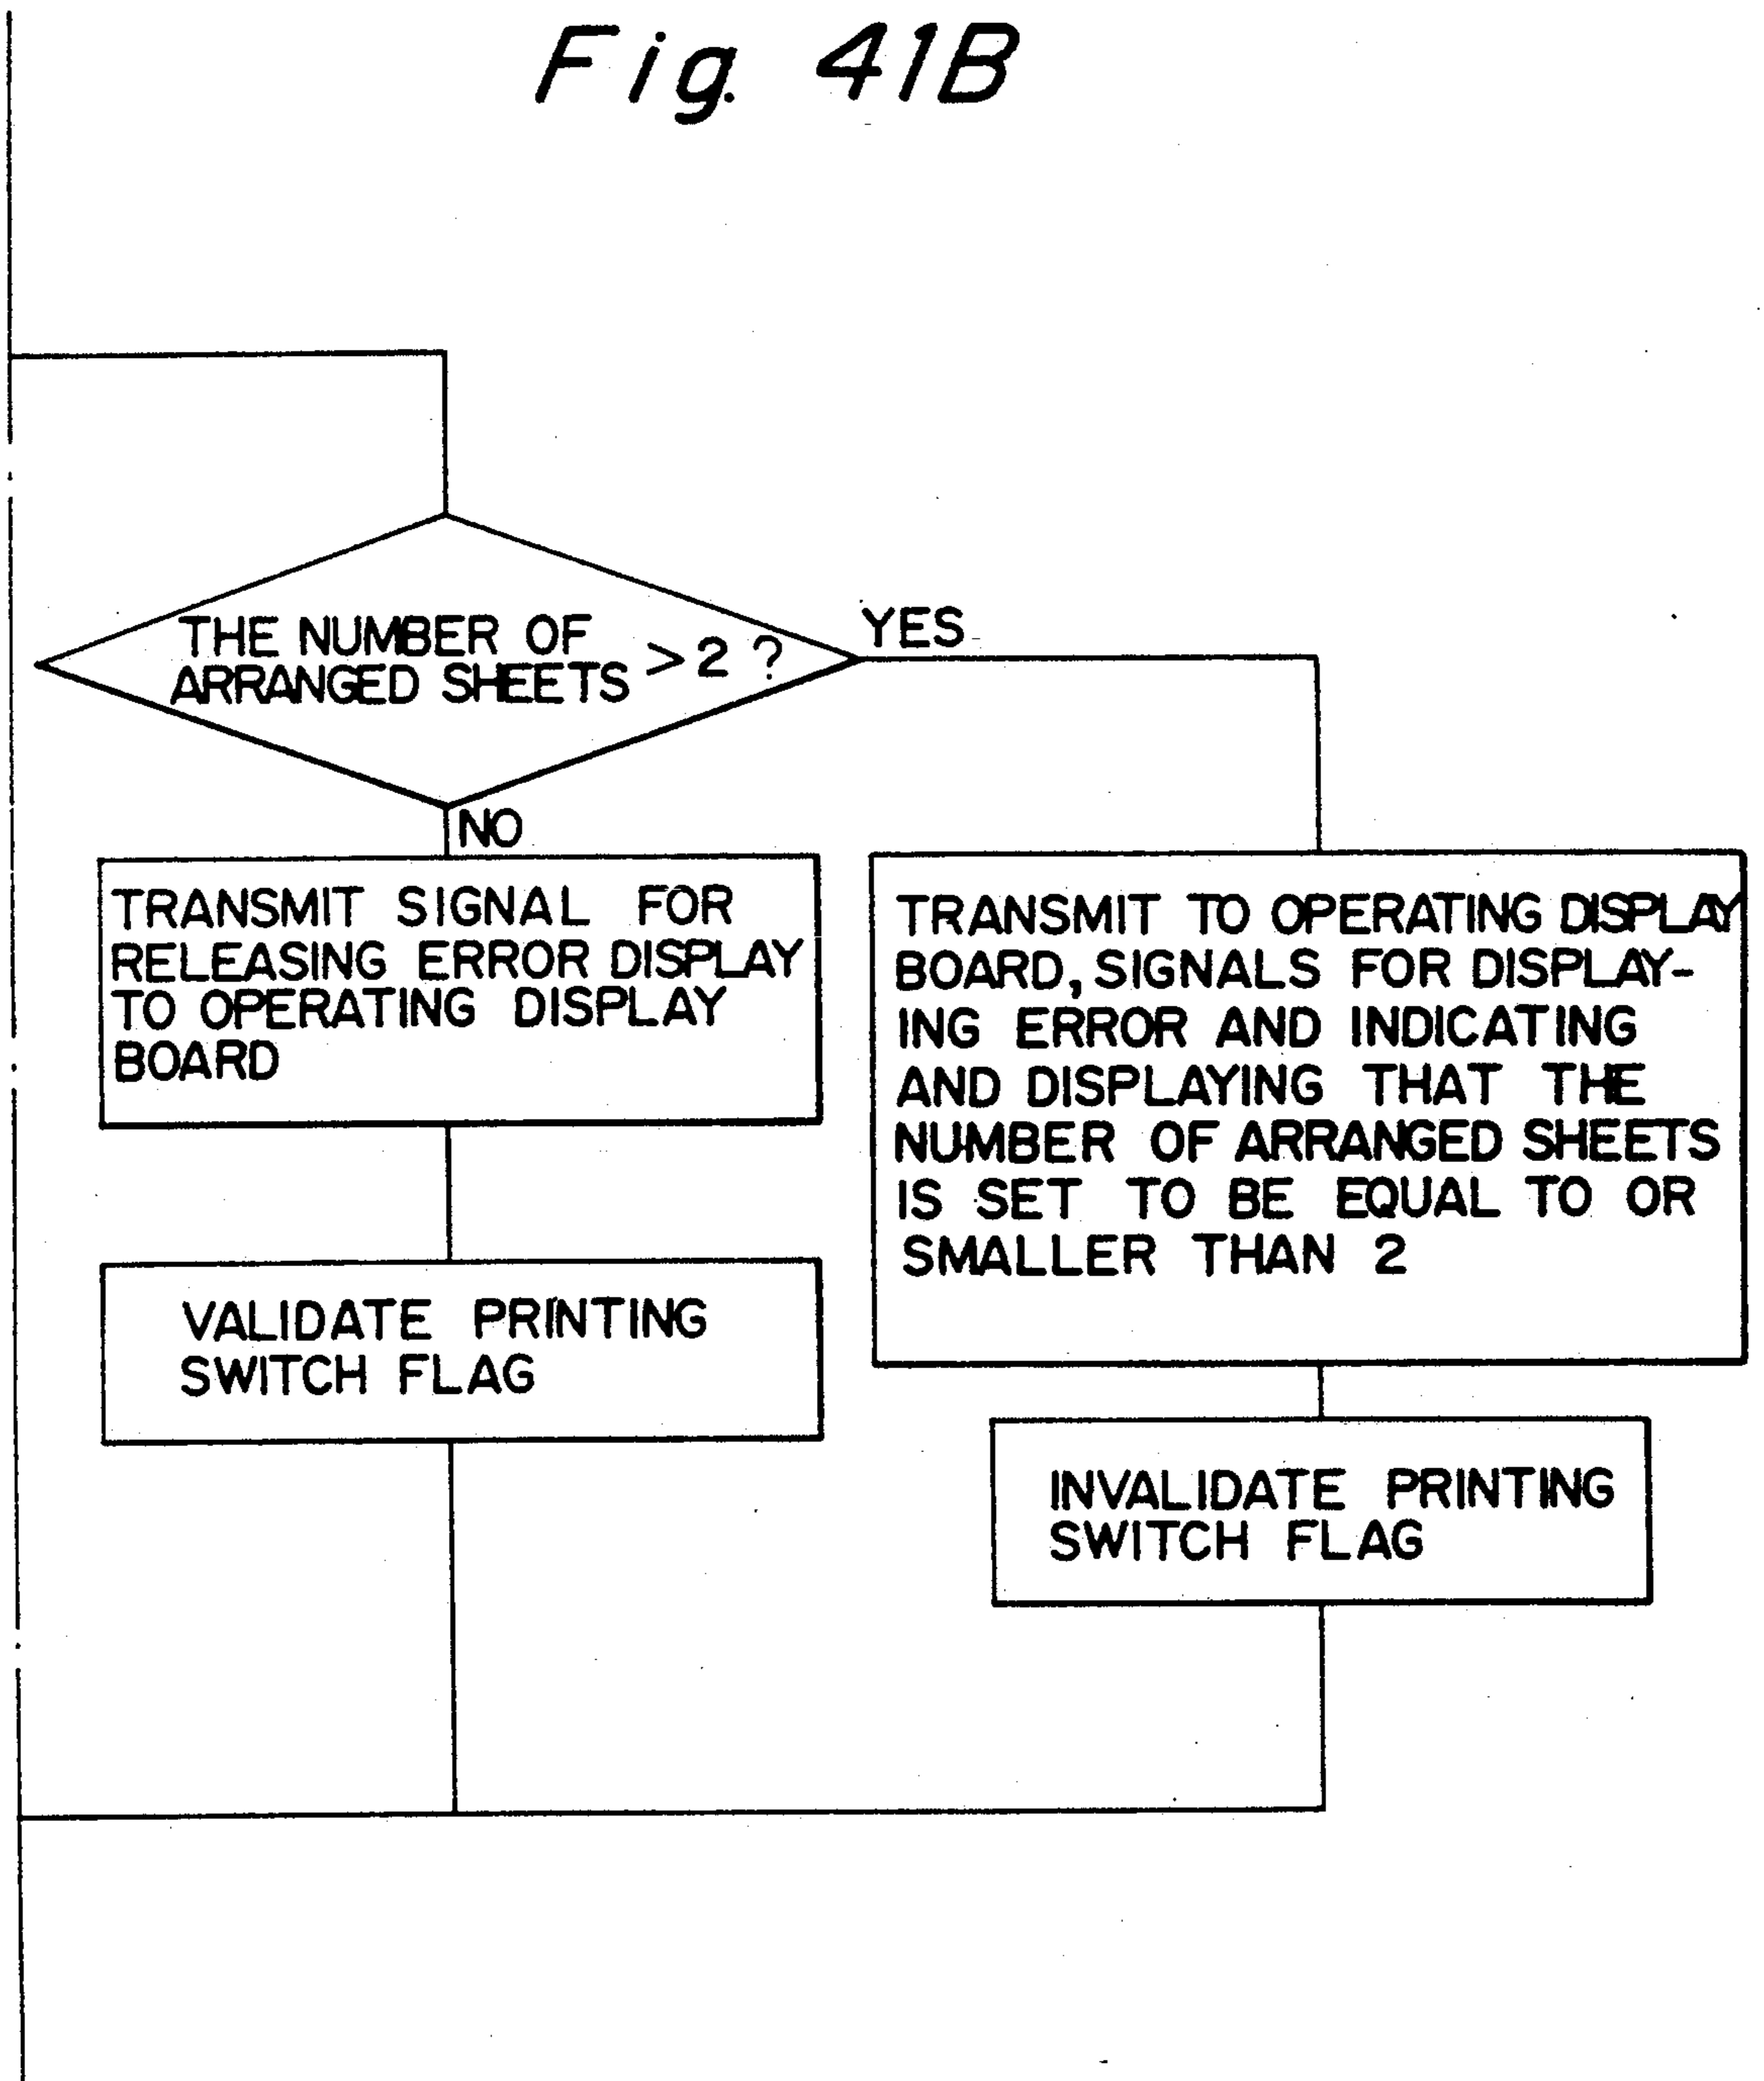 Fig. 41B
THE NUMBER OF
ARRANGED SHEETS > 2 ?
YES
NO
TRANSMIT SIGNAL FOR
RELEASING ERROR DISPLAY
TO OPERATING DISPLAY
BOARD
TRANSMIT TO OPERATING DISPLAY
BOARD, SIGNALS FOR DISPLAY-
ING ERROR AND INDICATING
AND DISPLAYING THAT THE
NUMBER OF ARRANGED SHEETS
IS SET TO BE EQUAL TO OR
SMALLER THAN 2
VALIDATE PRINTING
SWITCH FLAG
INVALIDATE PRINTING
SWITCH FLAG